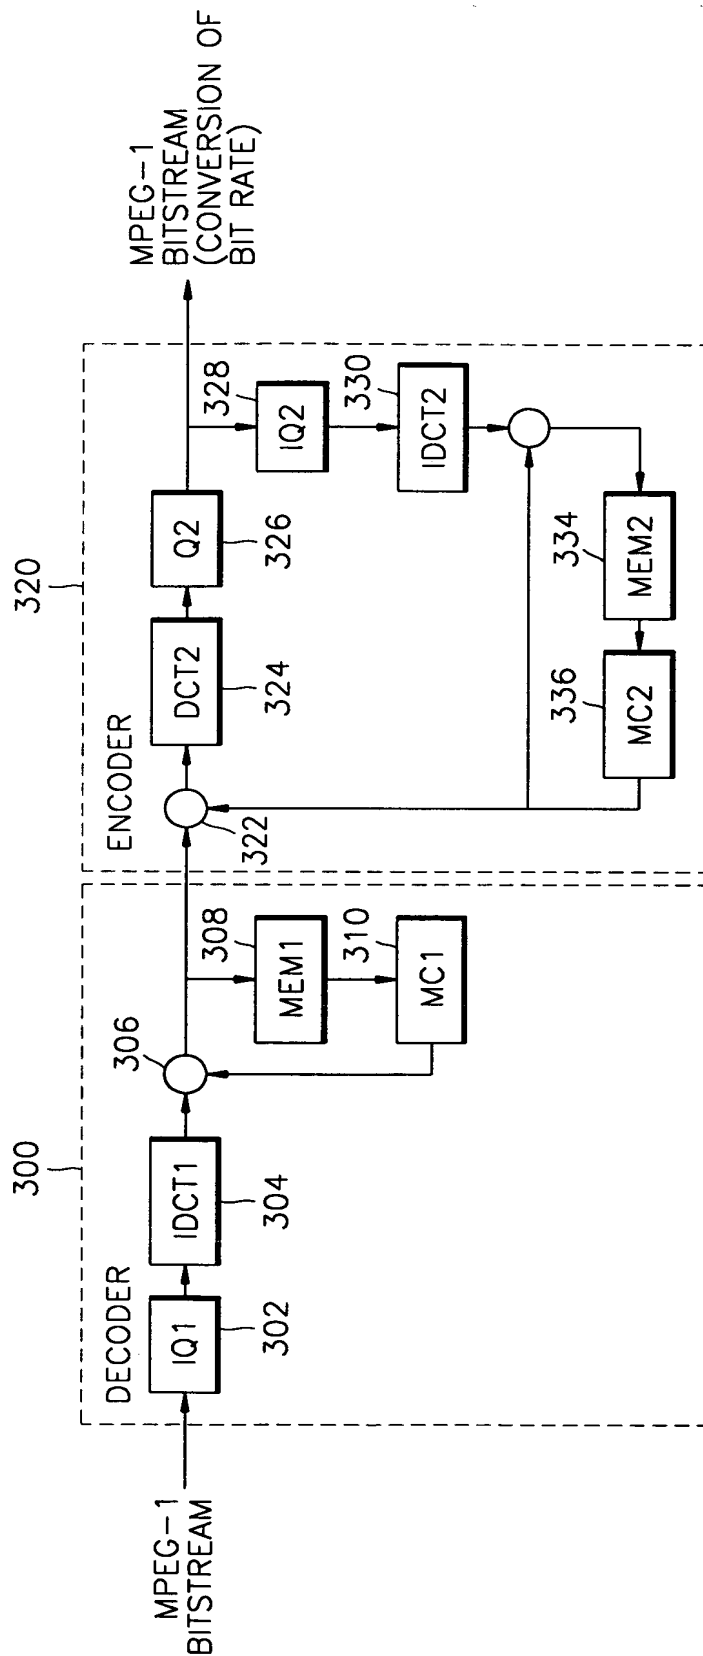 MPEG-1
BITSTREAM
300
DECODER
IQ1
302
IDCT1
304
306
MEM1
308
MC1
310
320
ENCODER
322
DCT2
324
Q2
326
IQ2
328
IDCT2
330
MEM2
334
MC2
336
MPEG-1
BITSTREAM
(CONVERSION OF
BIT RATE)